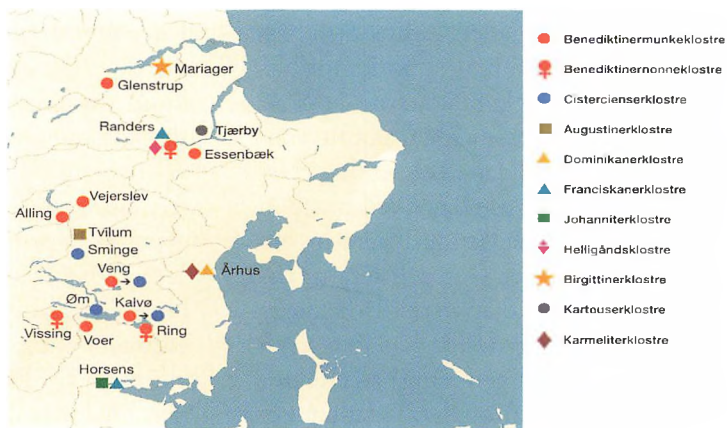 Mariager
Glenstrup
Randers
Tjærby
Essenbæk
Vejerslev
Alling
Tvilum
Sminge
Veng
Århus
Øm
Kalvø
Vissing
Voer
Ring
Horsens
Benediktinermunkeklostre
Benediktinernonneklostre
Cistercienserklostre
Augustinerklostre
Dominikanerklostre
Franciskanerklostre
Johanniterklostre
Helligåndsklostre
Birgittinerklostre
Kartouserklostre
Karmeliterklostre